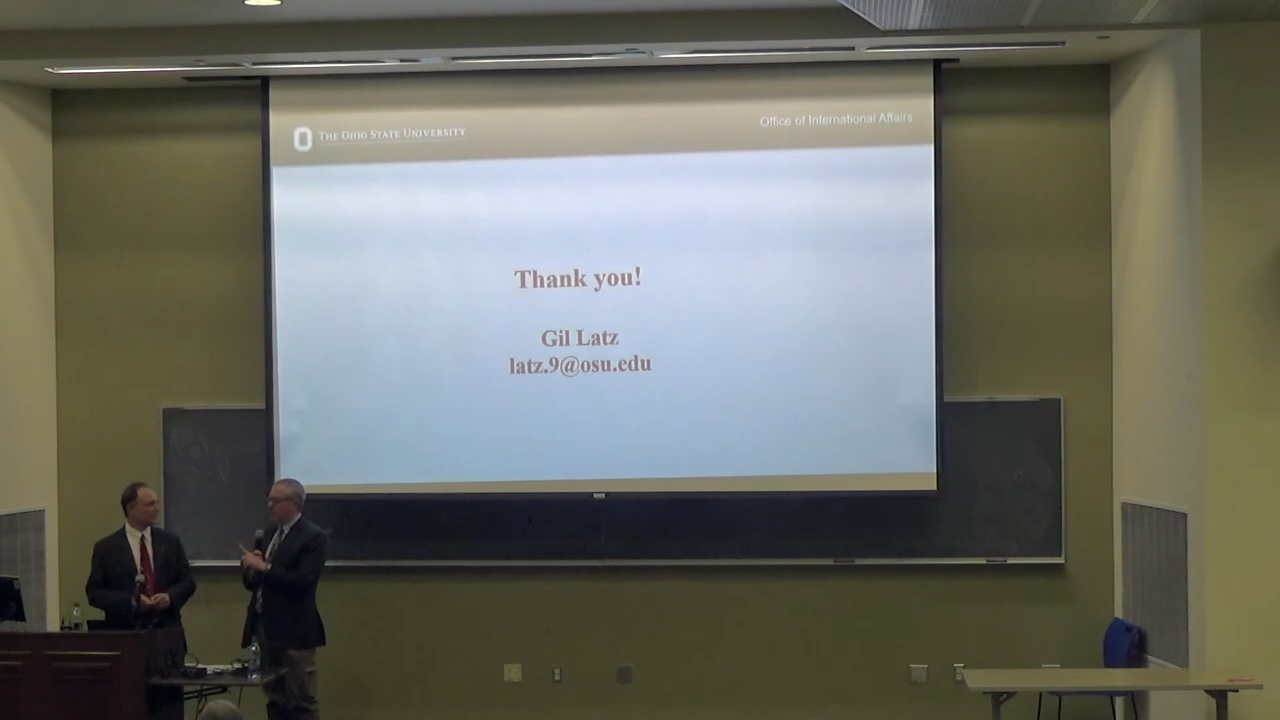 THE OHIO STATE UNIVERSITY
Office of International Affairs
Thank you!
Gil Latz
latz.9@osu.edu